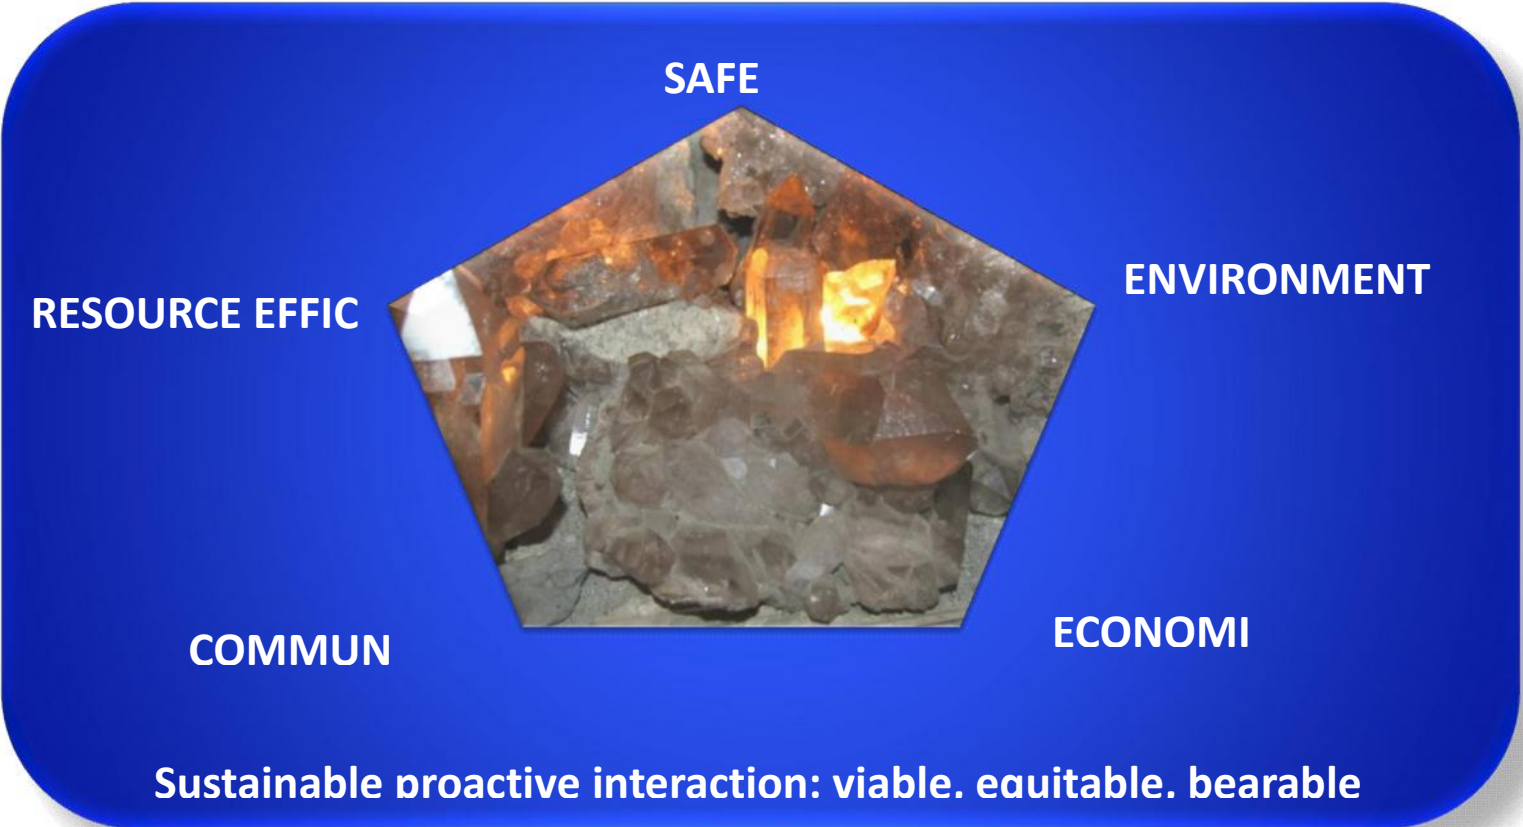 SAFE
ENVIRONMENT
RESOURCE EFFIC
ECONOMI
COMMUN
Sustainable proactive interaction: viable, equitable, bearable